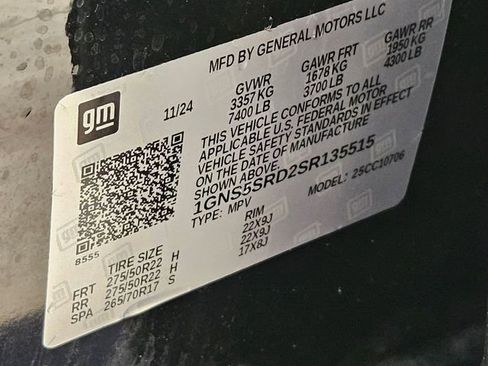 MFD BY GENERAL MOTORS LLC
gm
11/24
GVWR GAWR FRT GAWR RR
3357 KG 1678 KG 1950 KG
7400 LB 3700 LB 4300 LB
THIS VEHICLE CONFORMS TO ALL
APPLICABLE U.S. FEDERAL MOTOR
VEHICLE SAFETY STANDARDS IN EFFECT
ON THE DATE OF MANUFACTURE
SHOWN ABOVE.
1GNS5SRD2SR135515
TYPE: MPV MODEL: 25CC10706
8555
TIRE SIZE RIM
FRT 275/50R22 H 22X9J
RR 275/50R22 H 22X9J
SPA 265/70R17 S 17X8J